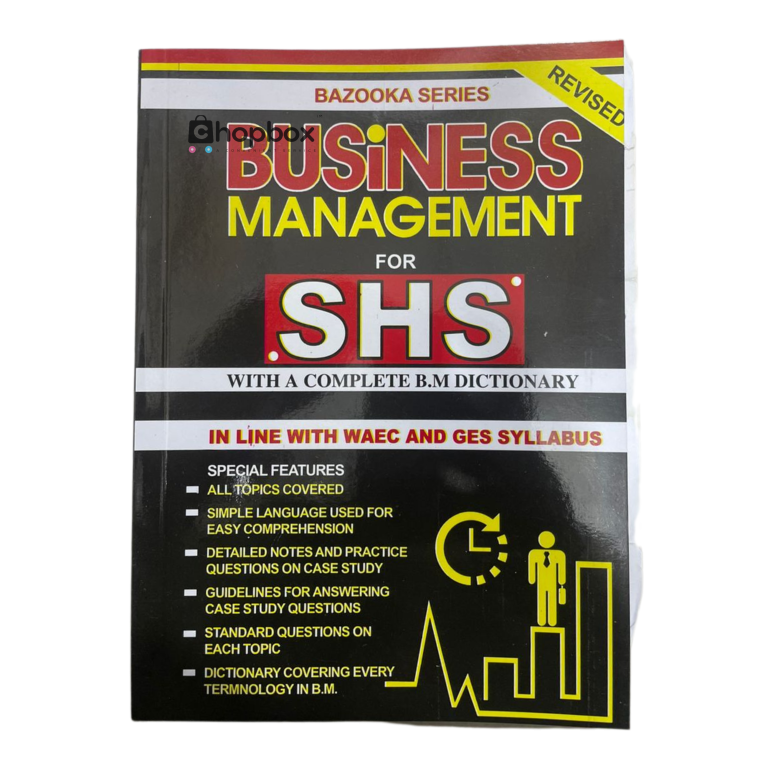 BAZOOKA SERIES
REVISED
Chopbox
BUSiNESS
MANAGEMENT
FOR
SHS
WITH A COMPLETE B.M DICTIONARY
IN LINE WITH WAEC AND GES SYLLABUS
SPECIAL FEATURES
ALL TOPICS COVERED
SIMPLE LANGUAGE USED FOR
EASY COMPREHENSION
DETAILED NOTES AND PRACTICE
QUESTIONS ON CASE STUDY
GUIDELINES FOR ANSWERING
CASE STUDY QUESTIONS
STANDARD QUESTIONS ON
EACH TOPIC
DICTIONARY COVERING EVERY
TERMNOLOGY IN B.M.